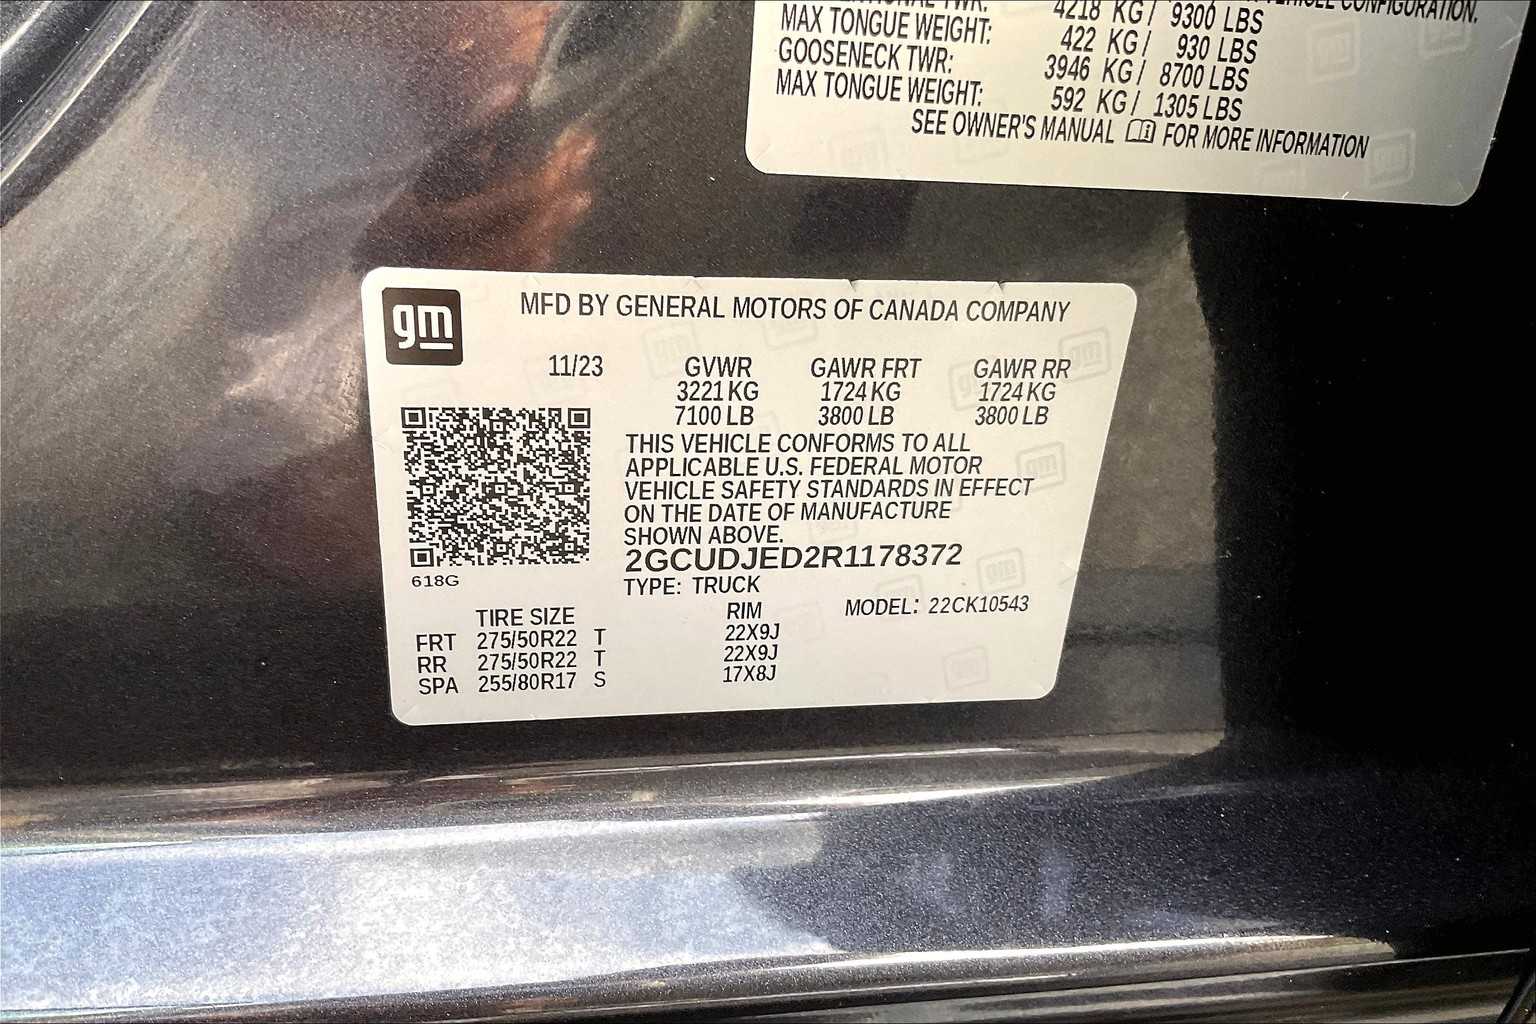 TWR: 4218 KG/ 9300 LBS
VEHICLE CONFIGURATION.
MAX TONGUE WEIGHT: 422 KG/ 930 LBS
GOOSENECK TWR: 3946 KG/ 8700 LBS
MAX TONGUE WEIGHT: 592 KG/ 1305 LBS
SEE OWNER'S MANUAL FOR MORE INFORMATION
gm
MFD BY GENERAL MOTORS OF CANADA COMPANY
11/23 GVWR GAWR FRT GAWR RR
3221 KG 1724 KG 1724 KG
7100 LB 3800 LB 3800 LB
THIS VEHICLE CONFORMS TO ALL
APPLICABLE U.S. FEDERAL MOTOR
VEHICLE SAFETY STANDARDS IN EFFECT
ON THE DATE OF MANUFACTURE
SHOWN ABOVE.
2GCUDJED2R1178372
618G
TYPE: TRUCK
TIRE SIZE RIM MODEL: 22CK10543
FRT 275/50R22 T 22X9J
RR 275/50R22 T 22X9J
SPA 255/80R17 S 17X8J